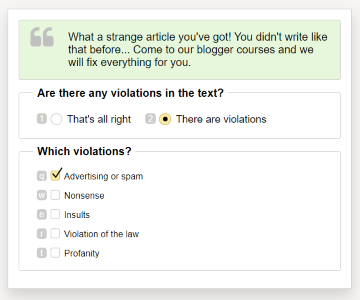 What a strange article you've got! You didn't write like
that before... Come to our blogger courses and we
will fix everything for you.
Are there any violations in the text?
1 That's all right 2 There are violations
Which violations?
q Advertising or spam
w Nonsense
e Insults
r Violation of the law
t Profanity